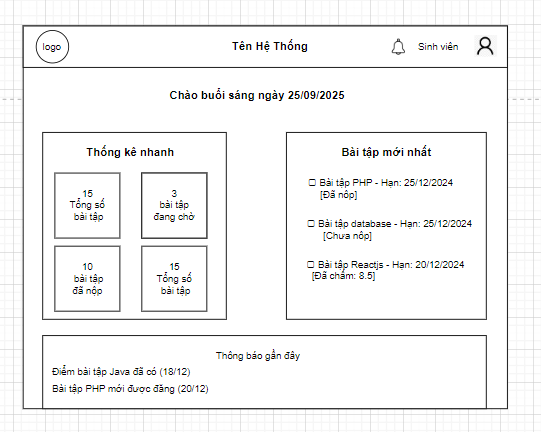 logo
Tên Hệ Thống
Sinh viên
Chào buổi sáng ngày 25/09/2025
Thống kê nhanh
15
Tổng số
bài tập
3
bài tập
đang chờ
10
bài tập
đã nộp
15
Tổng số
bài tập
Bài tập mới nhất
Bài tập PHP - Hạn: 25/12/2024
[Đã nộp]
Bài tập database - Hạn: 25/12/2024
[Chưa nộp]
Bài tập Reactjs - Hạn: 20/12/2024
[Đã chấm: 8.5]
Thông báo gần đây
Điểm bài tập Java đã có (18/12)
Bài tập PHP mới được đăng (20/12)